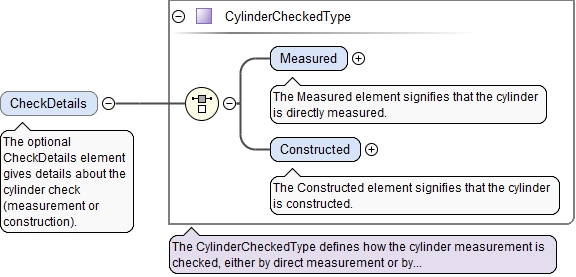 CylinderCheckedType
Measured
The Measured element signifies that the cylinder
is directly measured.
CheckDetails
The optional
CheckDetails element
gives details about the
cylinder check
(measurement or
construction).
Constructed
The Constructed element signifies that the cylinder
is constructed.
The CylinderCheckedType defines how the cylinder measurement is
checked, either by direct measurement or by...